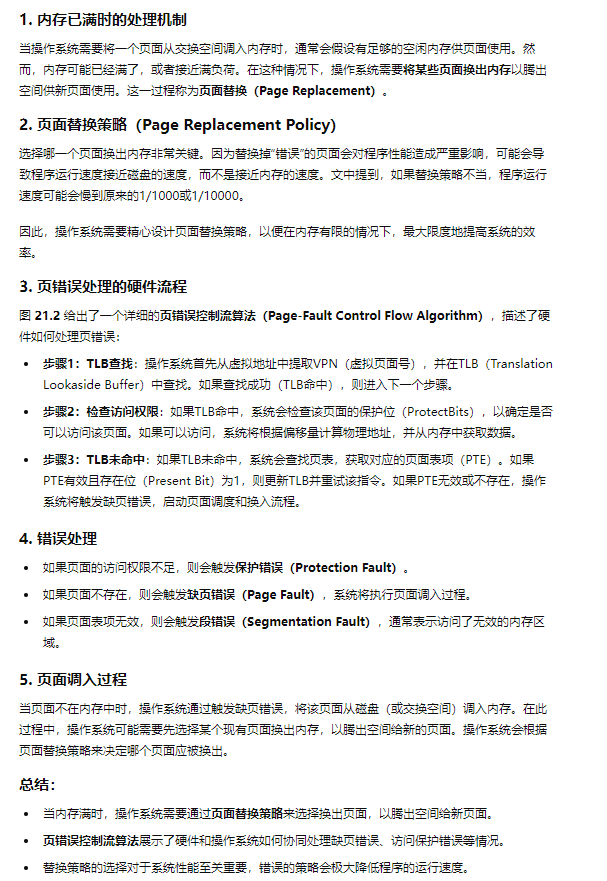 1. 内存已满时的处理机制
当操作系统需要将一个页面从交换空间调入内存时，通常会假设有足够的空闲内存供页面使用。然
而，内存可能已经满了，或者接近满负荷。在这种情况下，操作系统需要将某些页面换出内存以腾出
空间供新页面使用。这一过程称为页面替换（Page Replacement）。
2. 页面替换策略（Page Replacement Policy）
选择哪一个页面换出内存非常关键。因为替换掉“错误”的页面会对程序性能造成严重影响，可能会导
致程序运行速度接近磁盘的速度，而不是接近内存的速度。文中提到，如果替换策略不当，程序运行
速度可能会慢到原来的1/1000或1/10000。
因此，操作系统需要精心设计页面替换策略，以便在内存有限的情况下，最大限度地提高系统的效
率。
3. 页错误处理的硬件流程
图 21.2 给出了一个详细的页错误控制流算法（Page-Fault Control Flow Algorithm），描述了硬
件如何处理页错误：
• 步骤1：TLB查找：操作系统首先从虚拟地址中提取VPN（虚拟页面号），并在TLB（Translation
Lookaside Buffer）中查找。如果查找成功（TLB命中），则进入下一个步骤。
• 步骤2：检查访问权限：如果TLB命中，系统会检查该页面的保护位（ProtectBits），以确定是否
可以访问该页面。如果可以访问，系统将根据偏移量计算物理地址，并从内存中获取数据。
• 步骤3：TLB未命中：如果TLB未命中，系统会查找页表，获取对应的页面表项（PTE）。如果
PTE有效且存在位（Present Bit）为1，则更新TLB并重试该指令。如果PTE无效或不存在，操作
系统将触发缺页错误，启动页面调度和换入流程。
4. 错误处理
• 如果页面的访问权限不足，则会触发保护错误（Protection Fault）。
• 如果页面不存在，则会触发缺页错误（Page Fault），系统将执行页面调入过程。
• 如果页面表项无效，则会触发段错误（Segmentation Fault），通常表示访问了无效的内存区
域。
5. 页面调入过程
当页面不在内存中时，操作系统通过触发缺页错误，将该页面从磁盘（或交换空间）调入内存。在此
过程中，操作系统可能需要先选择某个现有页面换出内存，以腾出空间给新的页面。操作系统会根据
页面替换策略来决定哪个页面应被换出。
总结：
• 当内存满时，操作系统需要通过页面替换策略来选择换出页面，以腾出空间给新页面。
• 页错误控制流算法展示了硬件和操作系统如何协同处理缺页错误、访问保护错误等情况。
• 替换策略的选择对于系统性能至关重要，错误的策略会极大降低程序的运行速度。